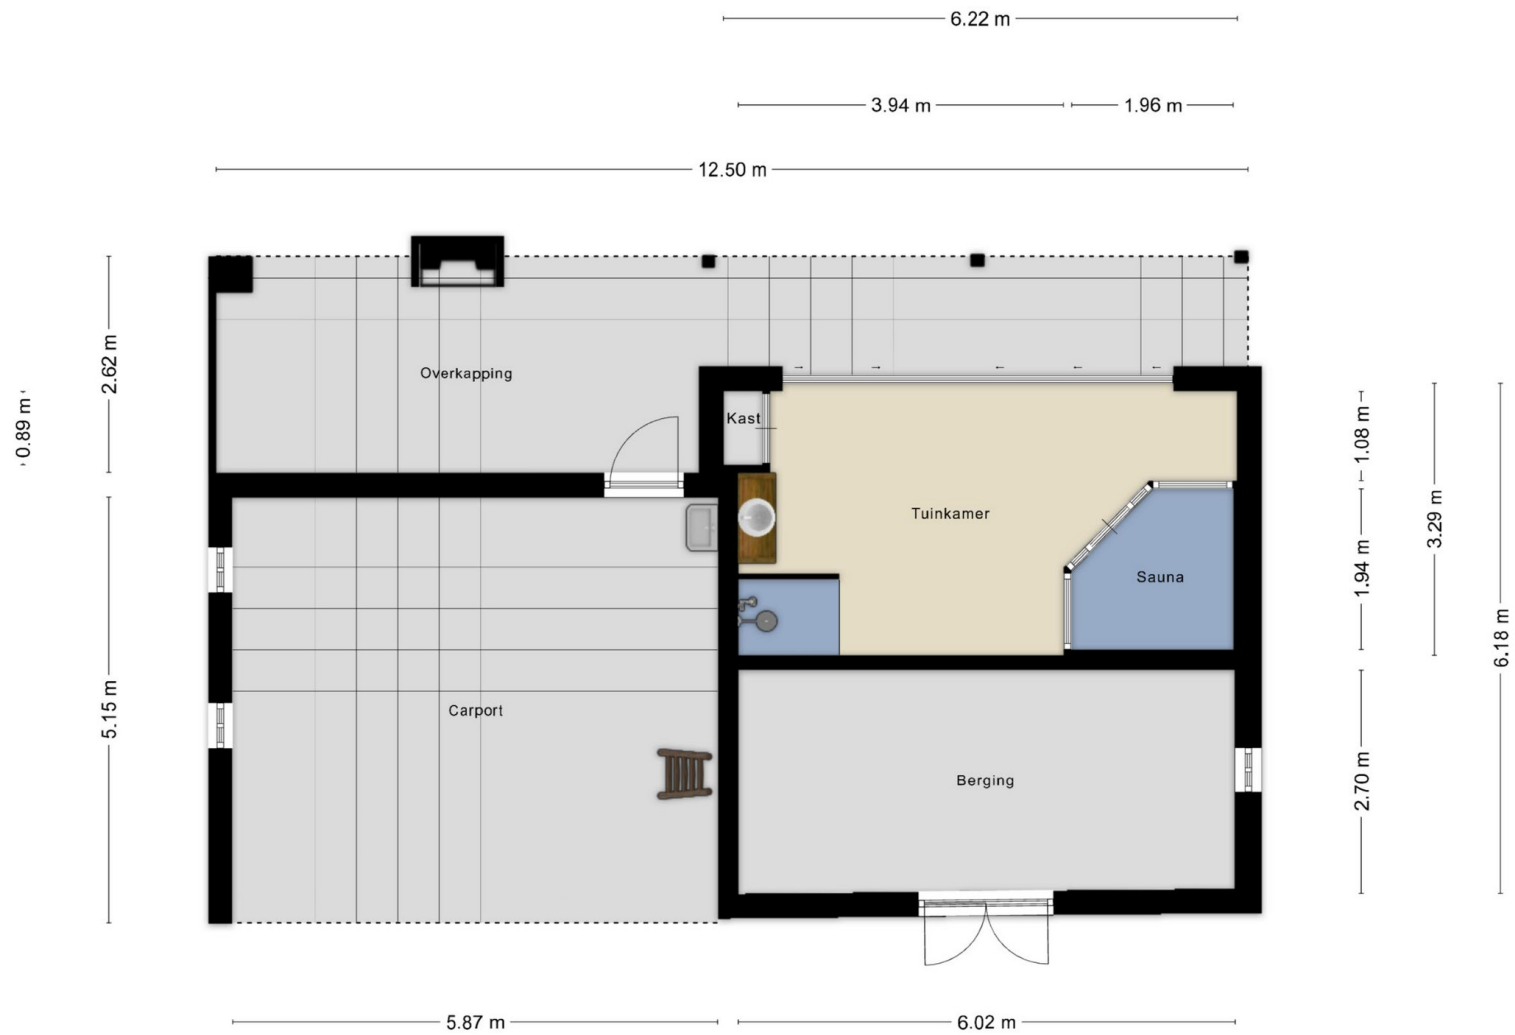 6.22 m
3.94 m
1.96 m
12.50 m
Overkapping
2.62 m
0.89 m
Kast
1.08 m
Tuinkamer
3.29 m
Sauna
1.94 m
6.18 m
Carport
5.15 m
Berging
2.70 m
5.87 m
6.02 m